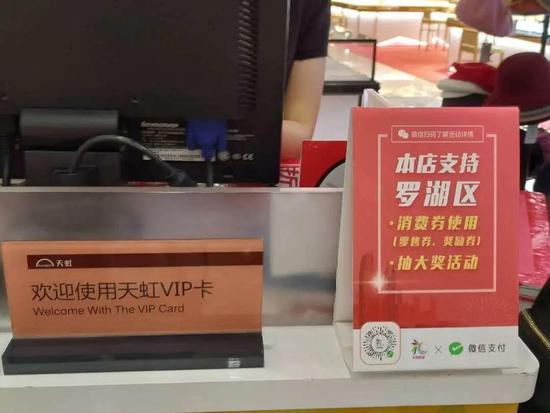 lenovo
天虹
欢迎使用天虹VIP卡
Welcome With The VIP Card
微信扫码了解活动详情
本店支持
罗湖区
·消费券使用
(零售券、奖励券)
·抽大奖活动
× 微信支付